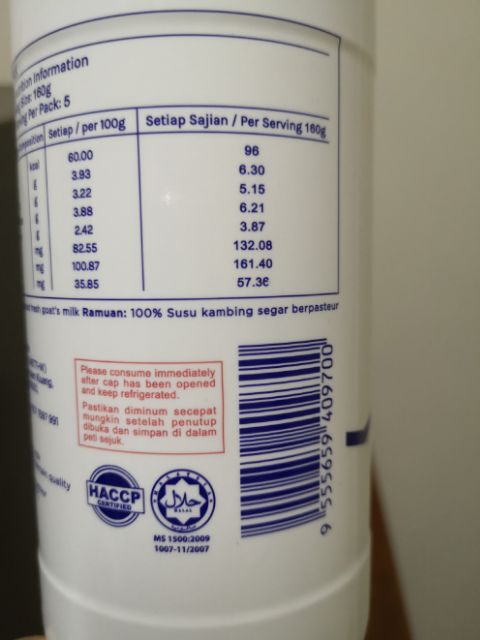 Information
Size: 160g
Per Pack: 5
Setiap / per 100g
Setiap Sajian / Per Serving 160g
kcal 60.00 96
g 3.93 6.30
g 3.22 5.15
g 3.88 6.21
g 2.42 3.87
mg 82.55 132.08
mg 100.87 161.40
mg 35.85 57.36
fresh goat's milk Ramuan: 100% Susu kambing segar berpasteur
Please consume immediately
after cap has been opened
and keep refrigerated.
Pastikan diminum secepat
mungkin setelah penutup
dibuka dan simpan di dalam
peti sejuk.
quality
HACCP
CERTIFIED
MALAYSIA
حلال
HALAL
MS 1500:2009
1007-11/2007
9 555659 409700